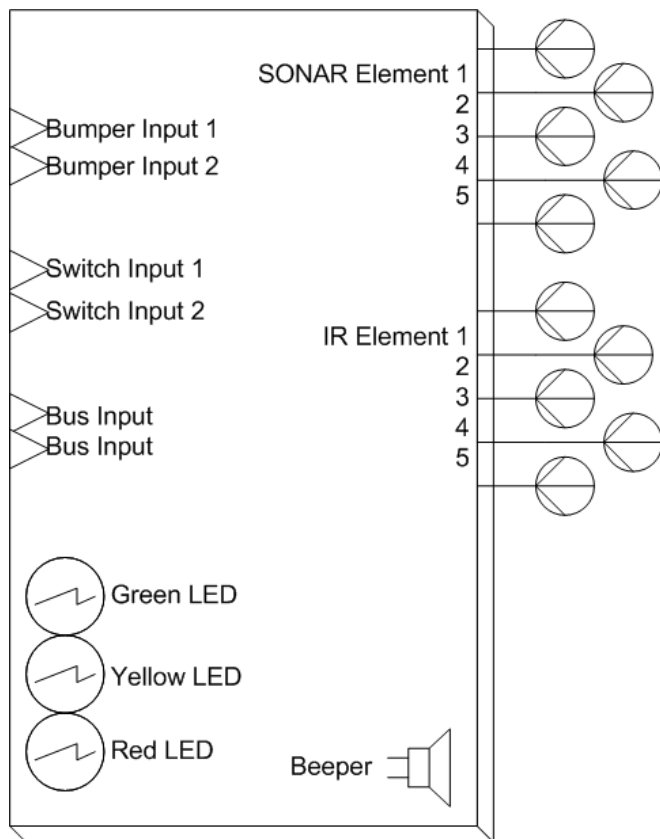 SONAR Element 1
2
3
4
5
Bumper Input 1
Bumper Input 2
Switch Input 1
Switch Input 2
IR Element 1
2
3
4
5
Bus Input
Bus Input
Green LED
Yellow LED
Red LED
Beeper